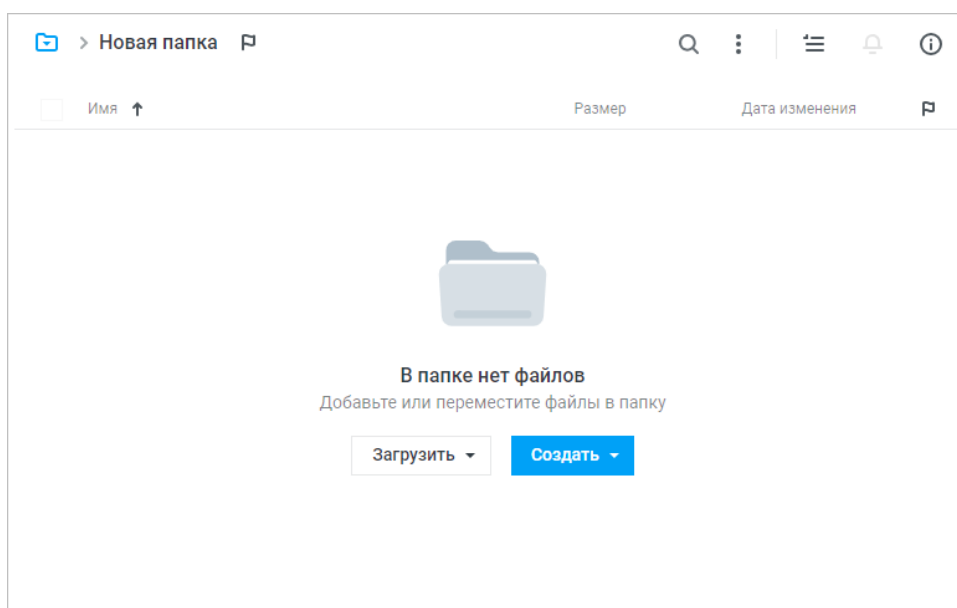 Новая папка
Имя Размер Дата изменения
В папке нет файлов
Добавьте или переместите файлы в папку
Загрузить Создать